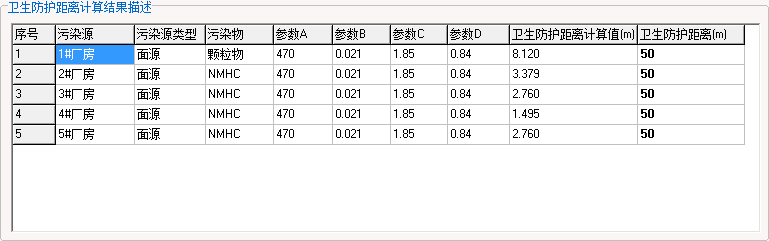 卫生防护距离计算结果描述
序号 污染源 污染源类型 污染物 参数A 参数B 参数C 参数D 卫生防护距离计算值(m) 卫生防护距离(m)
1 1#厂房 面源 颗粒物 470 0.021 1.85 0.84 8.120 50
2 2#厂房 面源 NMHC 470 0.021 1.85 0.84 3.379 50
3 3#厂房 面源 NMHC 470 0.021 1.85 0.84 2.760 50
4 4#厂房 面源 NMHC 470 0.021 1.85 0.84 1.495 50
5 5#厂房 面源 NMHC 470 0.021 1.85 0.84 2.760 50